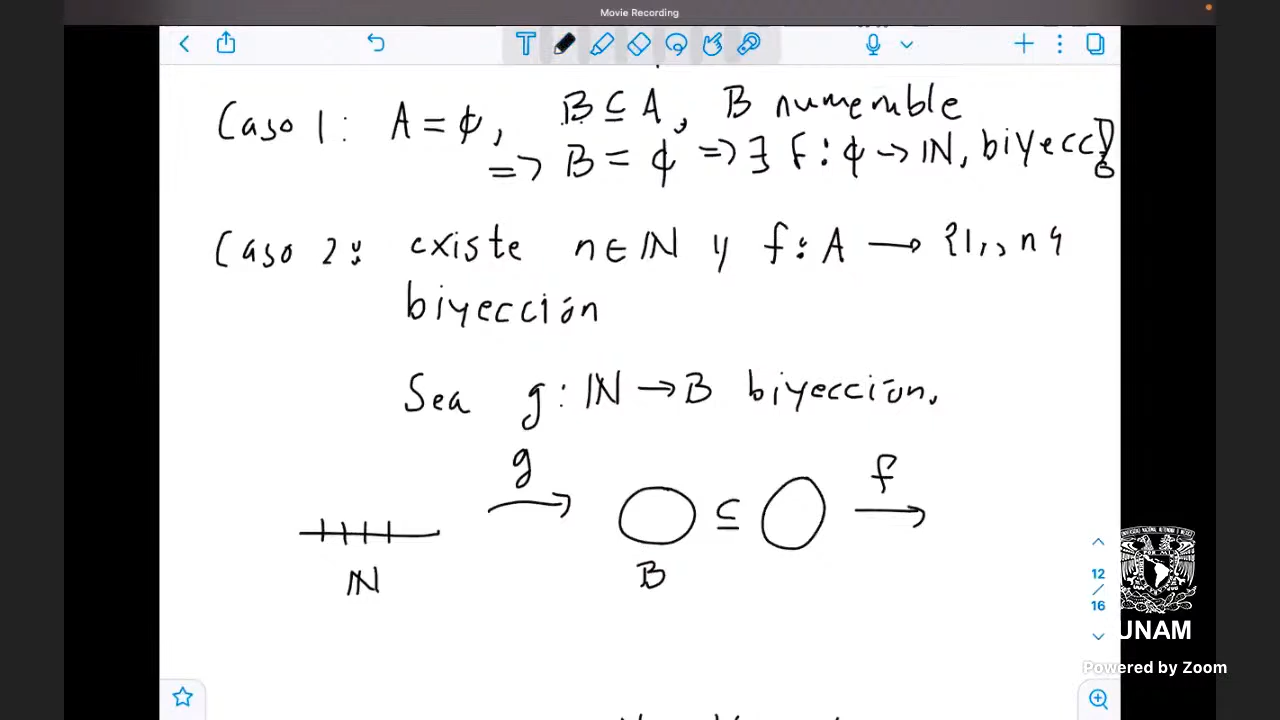 Movie Recording
Caso 1: A = ϕ, B ⊆ A, B numerable
=> B = ϕ => ∃ f: ϕ → ℕ, biyecc
Caso 2: existe n ∈ ℕ y f: A → {1,,n}
biyección
Sea g: ℕ → B biyección.
g f
⊆
ℕ B
12
/
16
UNAM
Powered by Zoom